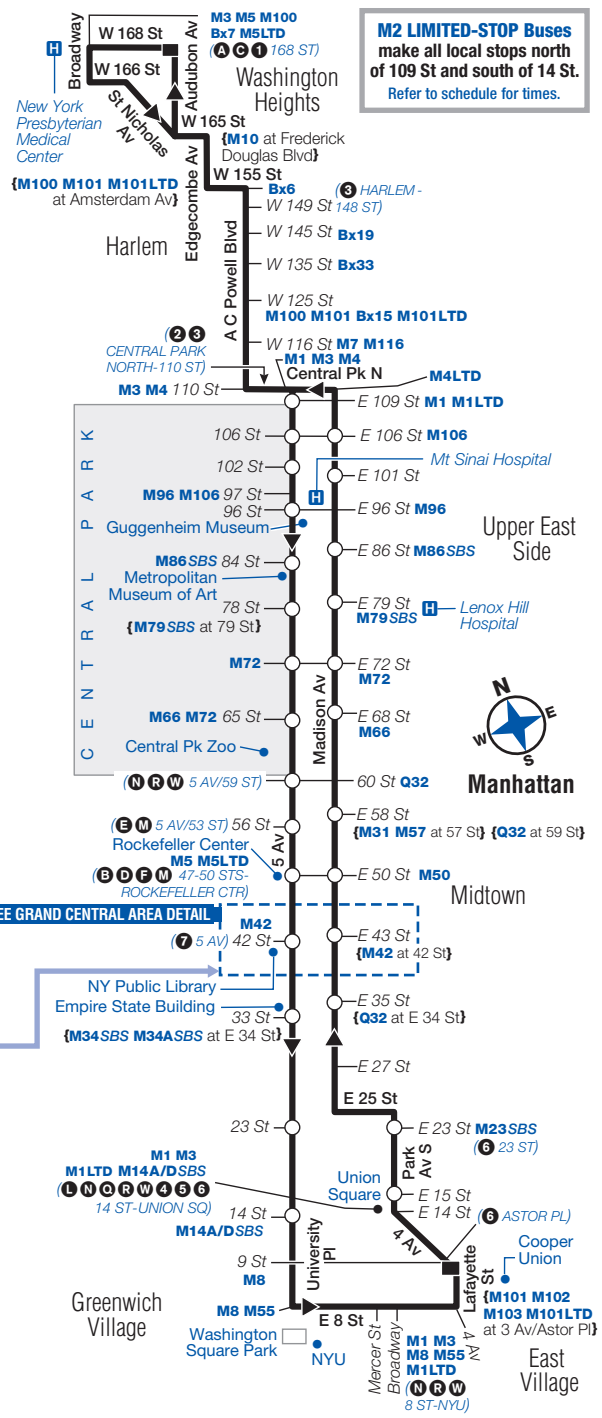 M2 LIMITED-STOP Buses
make all local stops north
of 109 St and south of 14 St.
Refer to schedule for times.
M3 M5 M100
Bx7 M5LTD
(A C 1 168 ST)
Broadway
W 168 St
Audubon Av
H
W 166 St
New York
Presbyterian
Medical
Center
St Nicholas
Av
Washington
Heights
W 165 St
{M10 at Frederick
Douglas Blvd}
{M100 M101 M101LTD
at Amsterdam Av}
Edgecombe Av
W 155 St
Bx6
(3 HARLEM -
148 ST)
W 149 St
Harlem
W 145 St Bx19
W 135 St Bx33
A C Powell Blvd
W 125 St
M100 M101 Bx15 M101LTD
(2 3
CENTRAL PARK
NORTH-110 ST)
W 116 St M7 M116
M1 M3 M4
Central Pk N
M4LTD
M3 M4 110 St
E 109 St M1 M1LTD
CENTRAL PARK
106 St
E 106 St M106
102 St
Mt Sinai Hospital
E 101 St
H
M96 M106 97 St
96 St
E 96 St M96
Guggenheim Museum
Upper East
Side
M86SBS 84 St
E 86 St M86SBS
Metropolitan
Museum of Art
78 St
{M79SBS at 79 St}
E 79 St
M79SBS
H
Lenox Hill
Hospital
M72
E 72 St
M72
Madison Av
M66 M72 65 St
E 68 St
M66
Central Pk Zoo
N
E
S
W
Manhattan
(N R W 5 AV/59 ST)
60 St Q32
E 58 St
{M31 M57 at 57 St} {Q32 at 59 St}
(E M 5 AV/53 ST) 56 St
Rockefeller Center
M5 M5LTD
(B D F M 47-50 STS-
ROCKEFELLER CTR)
5 Av
E 50 St M50
Midtown
EE GRAND CENTRAL AREA DETAIL
M42
(7 5 AV) 42 St
E 43 St
{M42 at 42 St}
NY Public Library
Empire State Building
33 St
{M34SBS M34ASBS at E 34 St}
E 35 St
{Q32 at E 34 St}
E 27 St
E 25 St
23 St
E 23 St M23SBS
(6 23 ST)
Park
Av S
M1 M3
M1LTD M14A/DSBS
(L N Q R W 4 5 6
14 ST-UNION SQ)
Union
Square
E 15 St
E 14 St
14 St
M14A/DSBS
(6 ASTOR PL)
4 Av
University
Pl
9 St
M8
Lafayette
St
Cooper
Union
{M101 M102
M103 M101LTD
at 3 Av/Astor Pl}
Greenwich
Village
M8 M55
E 8 St
Washington
Square Park
NYU
Mercer St
Broadway
M1 M3
M8 M55
M1LTD
(N R W
8 ST-NYU)
4 Av
East
Village